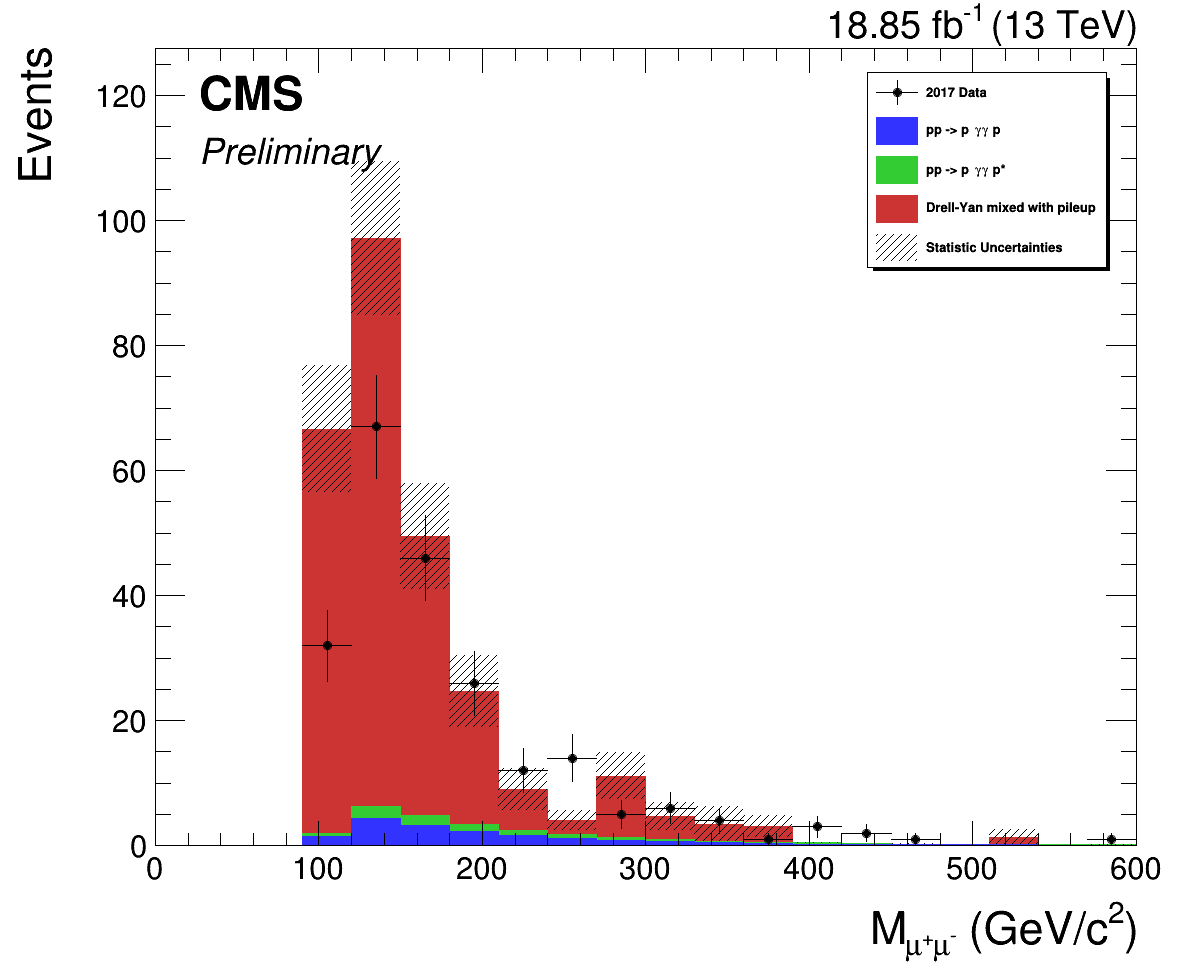 18.85 fb⁻¹ (13 TeV)
Events
CMS
Preliminary
2017 Data
pp -> p γγ p
pp -> p γγ p*
Drell-Yan mixed with pileup
Statistic Uncertainties
120
100
80
60
40
20
0
0 100 200 300 400 500 600
M_μ⁺μ⁻ (GeV/c²)